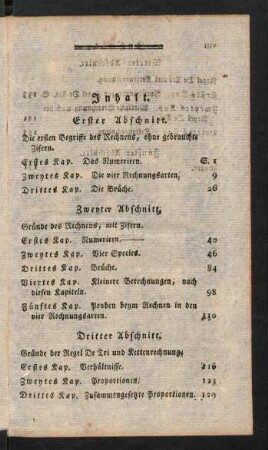 Inhalt.
Erster Abschnitt.
Die ersten Begriffe des Rechnens, ohne gebrauchte
Zifern.
Erstes Kap. Das Numeriren. S. 1
Zweytes Kap. Die vier Rechnungsarten, 9
Drittes Kap. Die Brüche. 26
Zweyter Abschnitt,
Gründe des Rechnens, mit Zifern.
Erstes Kap. Numeriren. 40
Zweytes Kap. Vier Species. 46
Drittes Kap. Brüche. 84
Viertes Kap. Kleinere Berechnungen, nach
diesen Kapiteln. 98
Fünftes Kap. Proben beym Rechnen in den
vier Rechnungsarten. 110
Dritter Abschnitt,
Gründe der Regel De Tri und Kettenrechnung.
Erstes Kap. Verhältnisse. 116
Zweytes Kap. Proportionen. 123
Drittes Kap. Zusammengesetzte Proportionen. 129